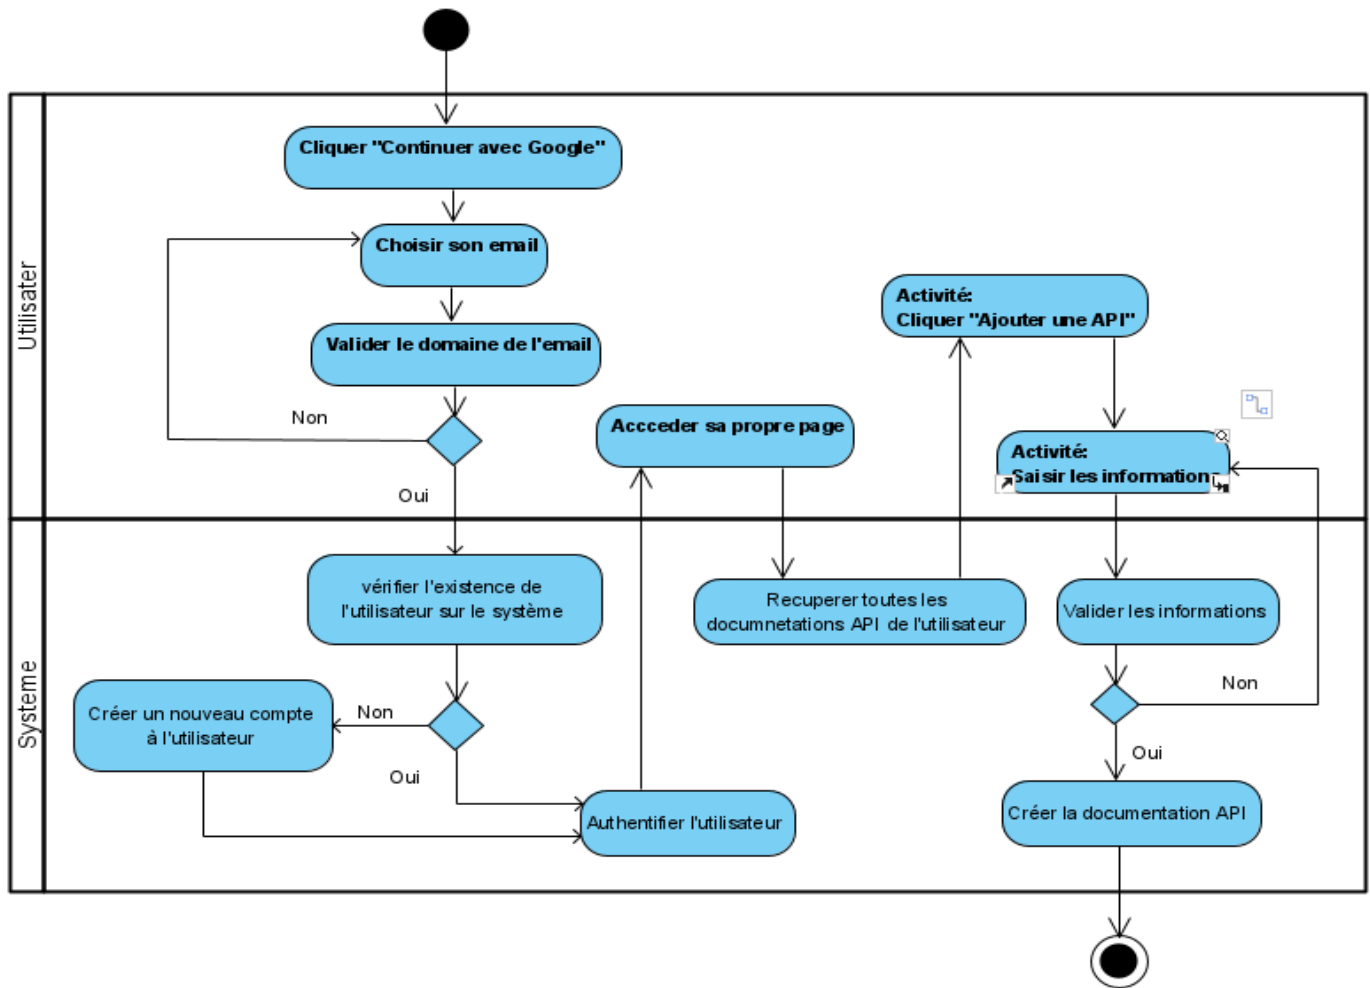 Utilisater
Cliquer "Continuer avec Google"
Choisir son email
Valider le domaine de l'email
Non
Oui
Accceder sa propre page
Activité:
Cliquer "Ajouter une API"
Activité:
Saisir les informations
Systeme
vérifier l'existence de
l'utilisateur sur le système
Non
Oui
Créer un nouveau compte
à l'utilisateur
Authentifier l'utilisateur
Recuperer toutes les
documnetations API de l'utilisateur
Valider les informations
Non
Oui
Créer la documentation API